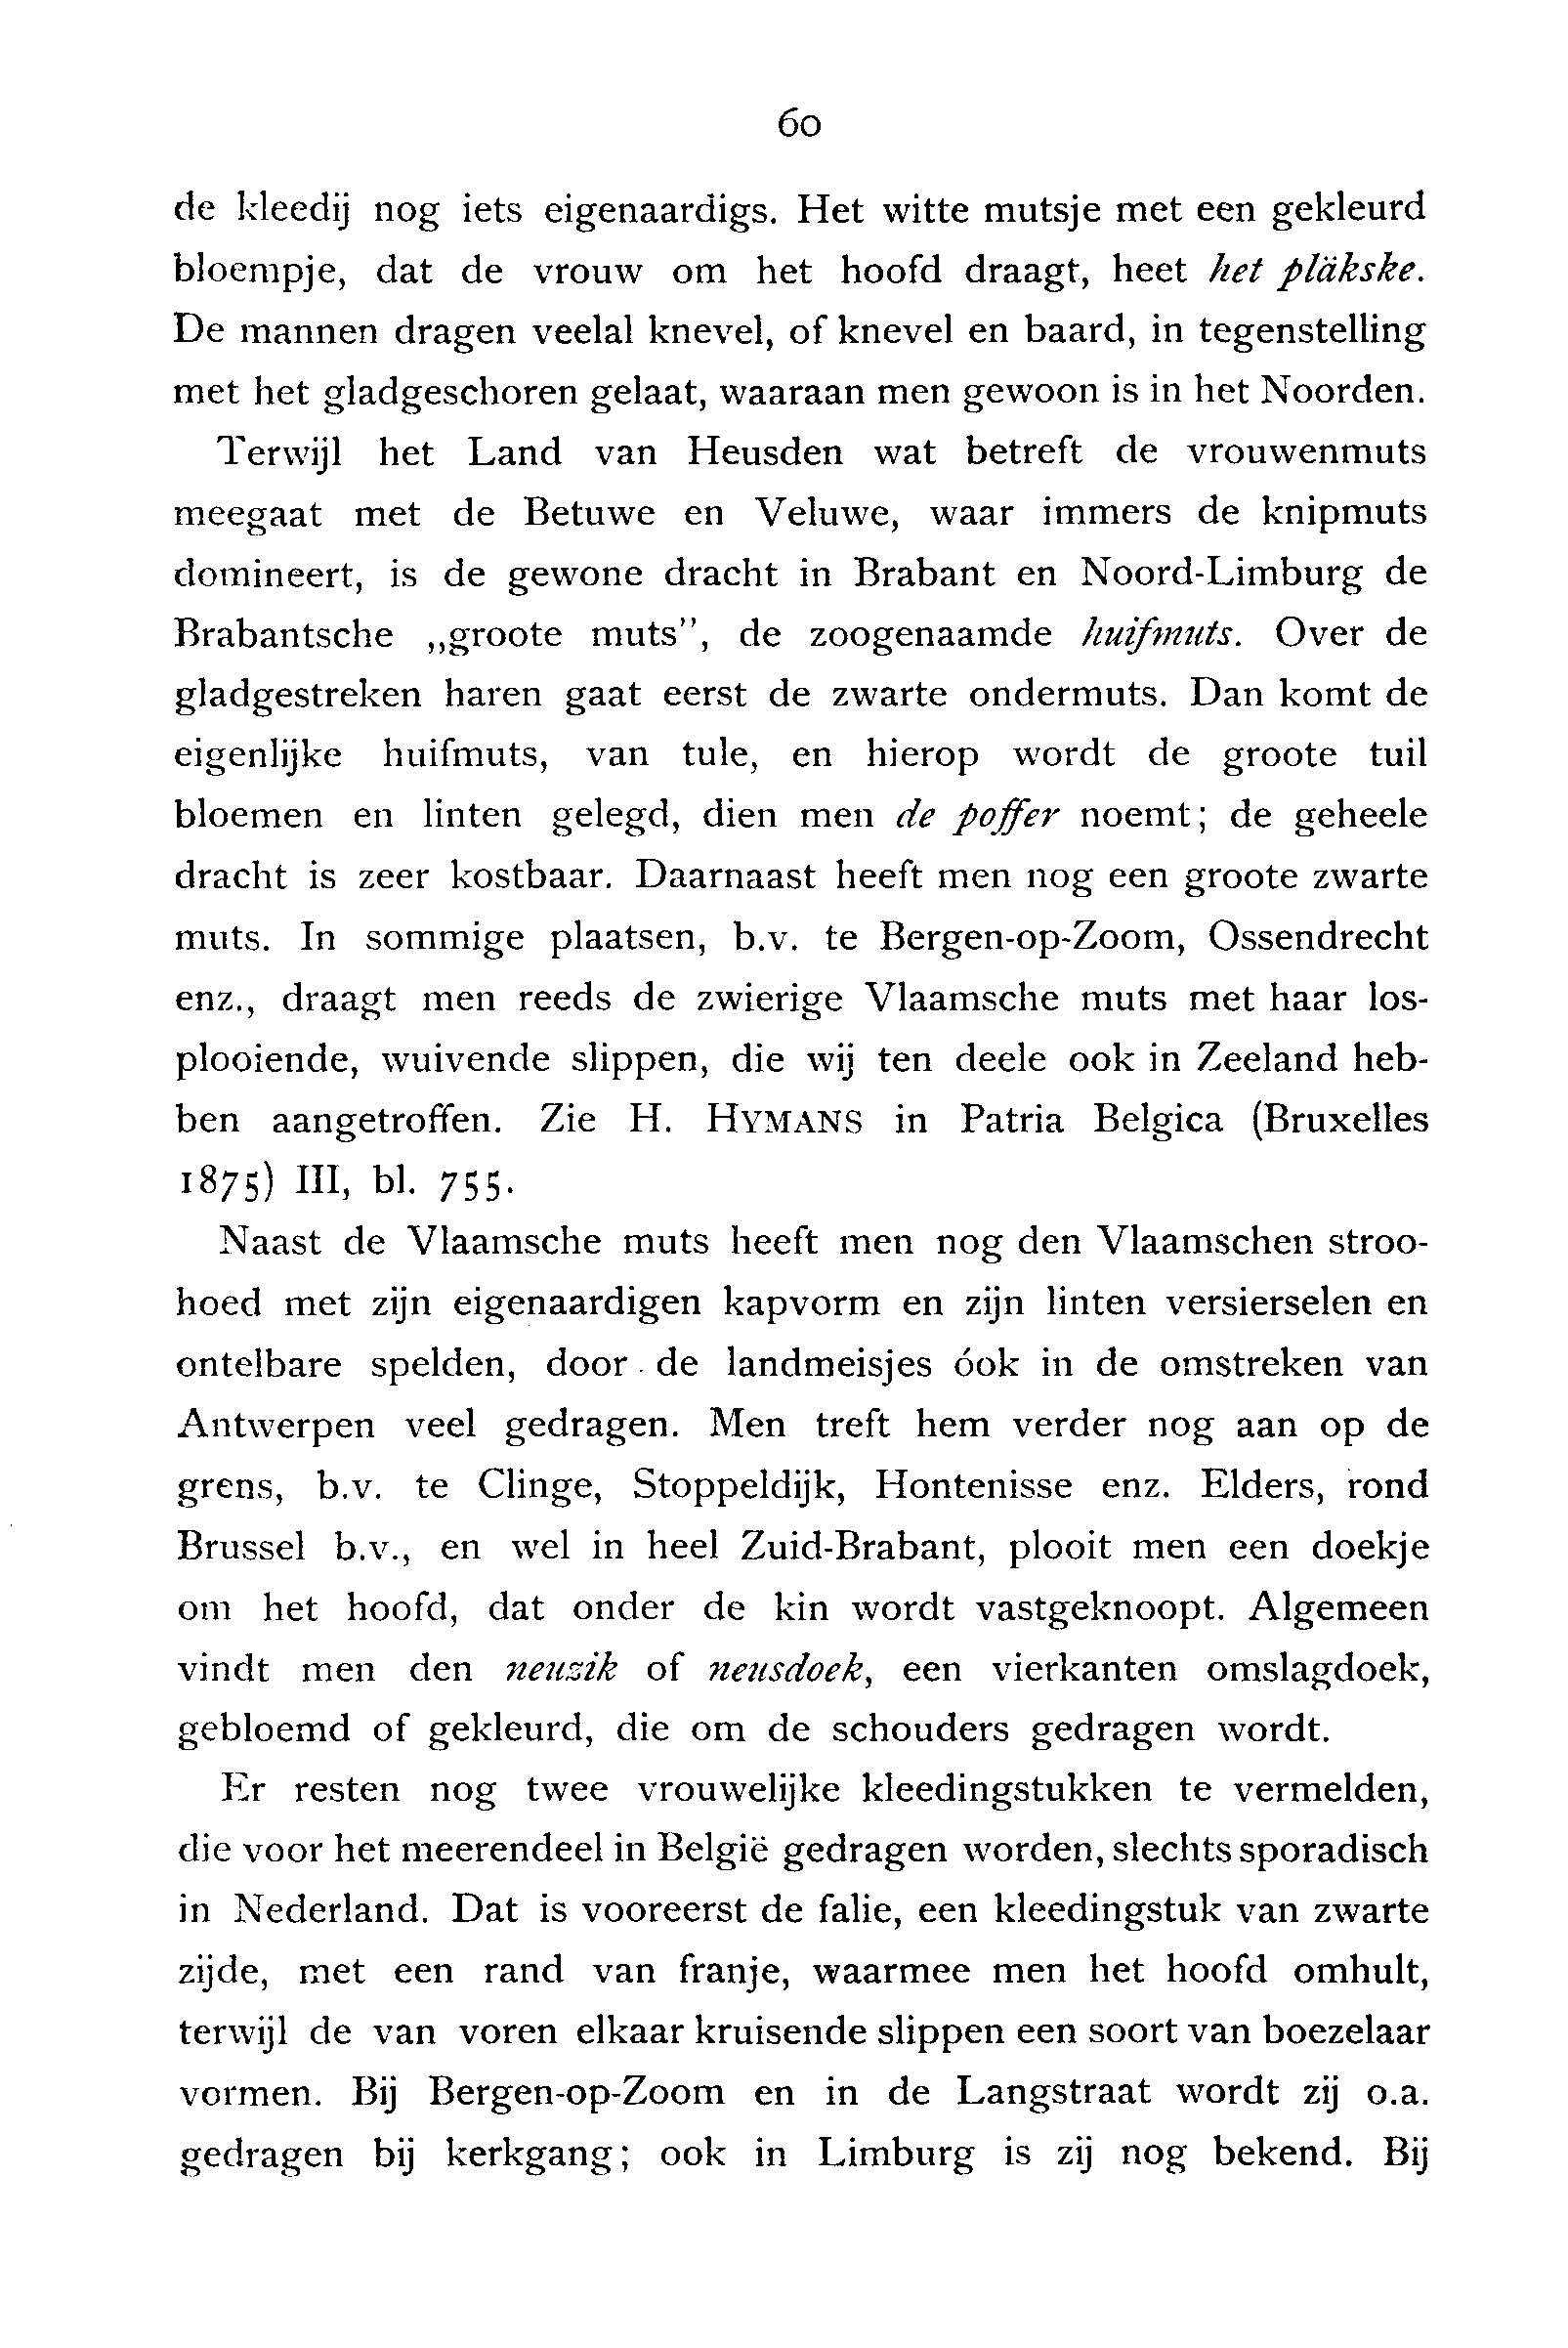 60
de kleedij nog iets eigenaardigs. Het witte mutsje met een gekleurd
bloempje, dat de vrouw om het hoofd draagt, heet het pläkske.
De mannen dragen veelal knevel, of knevel en baard, in tegenstelling
met het gladgeschoren gelaat, waaraan men gewoon is in het Noorden.
Terwijl het Land van Heusden wat betreft de vrouwenmuts
meegaat met de Betuwe en Veluwe, waar immers de knipmuts
domineert, is de gewone dracht in Brabant en Noord-Limburg de
Brabantsche „groote muts”, de zoogenaamde huifmuts. Over de
gladgestreken haren gaat eerst de zwarte ondermuts. Dan komt de
eigenlijke huifmuts, van tule, en hierop wordt de groote tuil
bloemen en linten gelegd, dien men de poffer noemt; de geheele
dracht is zeer kostbaar. Daarnaast heeft men nog een groote zwarte
muts. In sommige plaatsen, b.v. te Bergen-op-Zoom, Ossendrecht
enz., draagt men reeds de zwierige Vlaamsche muts met haar los-
plooiende, wuivende slippen, die wij ten deele ook in Zeeland heb-
ben aangetroffen. Zie H. HYMANS in Patria Belgica (Bruxelles
1875) III, bl. 755.
Naast de Vlaamsche muts heeft men nog den Vlaamschen stroo-
hoed met zijn eigenaardigen kapvorm en zijn linten versierselen en
ontelbare spelden, door de landmeisjes óok in de omstreken van
Antwerpen veel gedragen. Men treft hem verder nog aan op de
grens, b.v. te Clinge, Stoppeldijk, Hontenisse enz. Elders, rond
Brussel b.v., en wel in heel Zuid-Brabant, plooit men een doekje
om het hoofd, dat onder de kin wordt vastgeknoopt. Algemeen
vindt men den neuzik of neusdoek, een vierkanten omslagdoek,
gebloemd of gekleurd, die om de schouders gedragen wordt.
Er resten nog twee vrouwelijke kleedingstukken te vermelden,
die voor het meerendeel in België gedragen worden, slechts sporadisch
in Nederland. Dat is vooreerst de falie, een kleedingstuk van zwarte
zijde, met een rand van franje, waarmee men het hoofd omhult,
terwijl de van voren elkaar kruisende slippen een soort van boezelaar
vormen. Bij Bergen-op-Zoom en in de Langstraat wordt zij o.a.
gedragen bij kerkgang; ook in Limburg is zij nog bekend. Bij